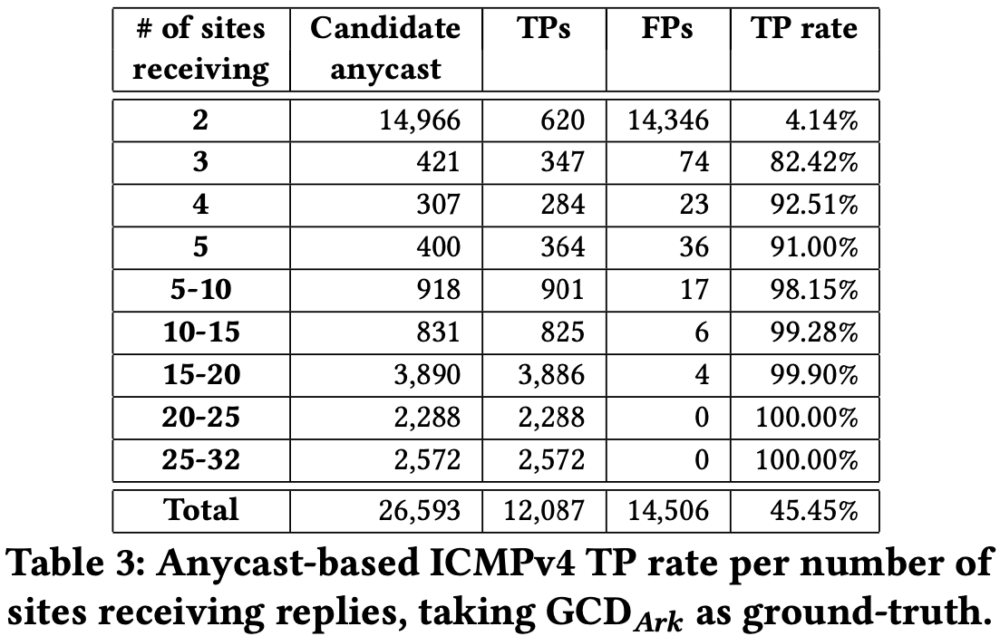 # of sites receiving Candidate anycast TPs FPs TP rate
2 14,966 620 14,346 4.14%
3 421 347 74 82.42%
4 307 284 23 92.51%
5 400 364 36 91.00%
5-10 918 901 17 98.15%
10-15 831 825 6 99.28%
15-20 3,890 3,886 4 99.90%
20-25 2,288 2,288 0 100.00%
25-32 2,572 2,572 0 100.00%
Total 26,593 12,087 14,506 45.45%
Table 3: Anycast-based ICMPv4 TP rate per number of
sites receiving replies, taking GCD_Ark as ground-truth.